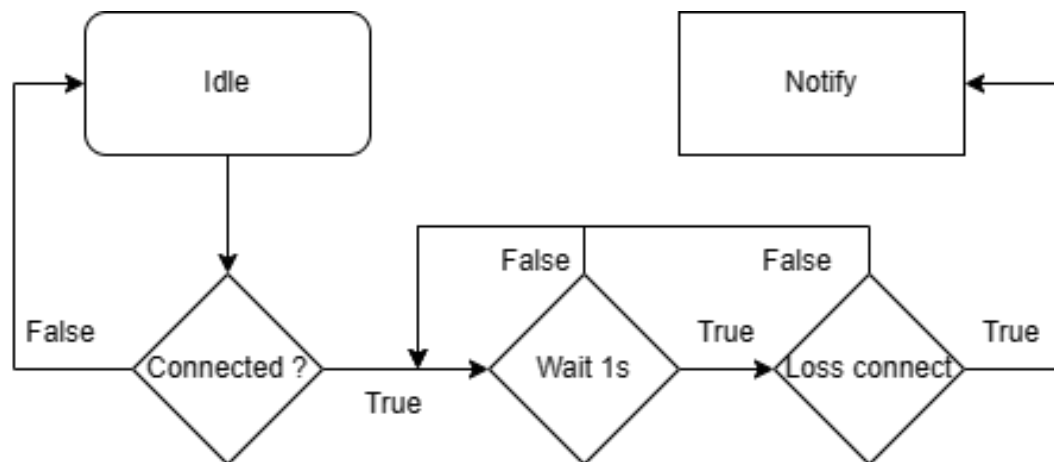 Idle
Notify
False
False
False
Connected ?
True
Wait 1s
True
Loss connect
True